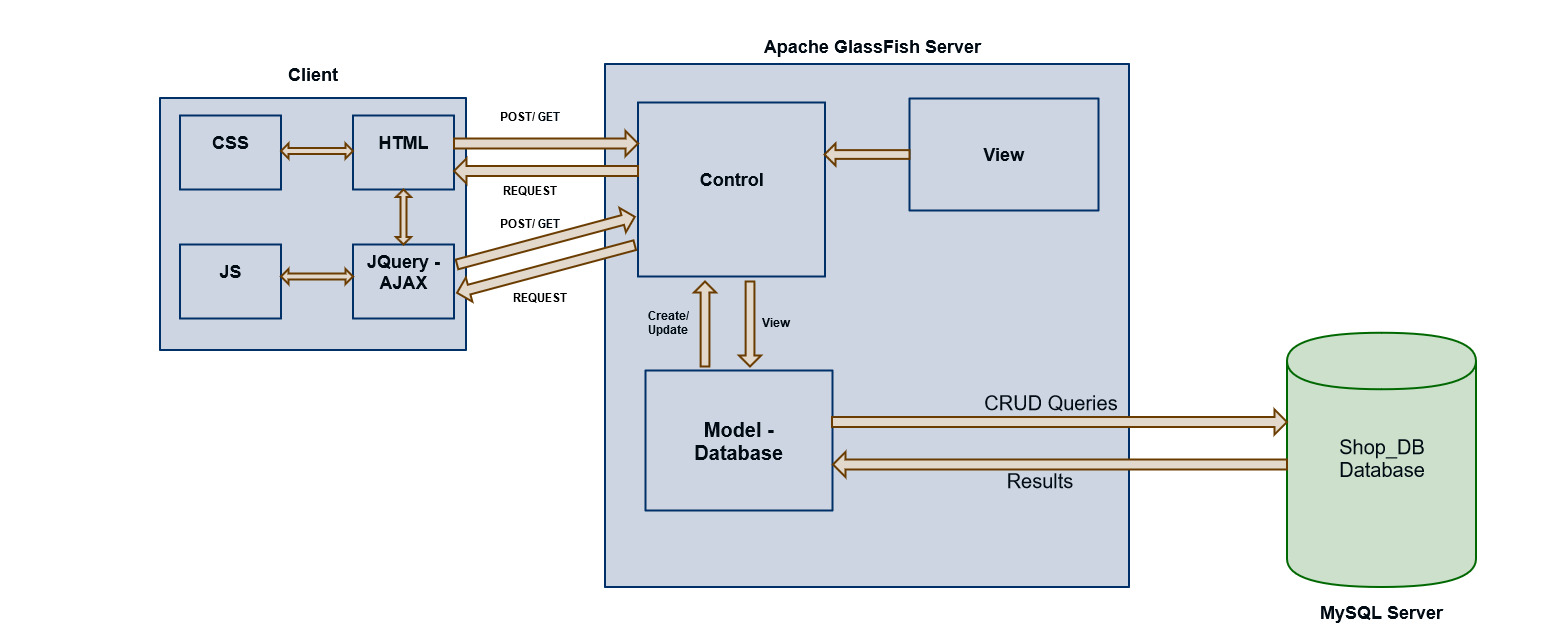 Apache GlassFish Server
Client
CSS
HTML
POST/ GET
REQUEST
POST/ GET
REQUEST
JS
JQuery -
AJAX
Control
View
Create/
Update
View
Model -
Database
CRUD Queries
Results
Shop_DB
Database
MySQL Server